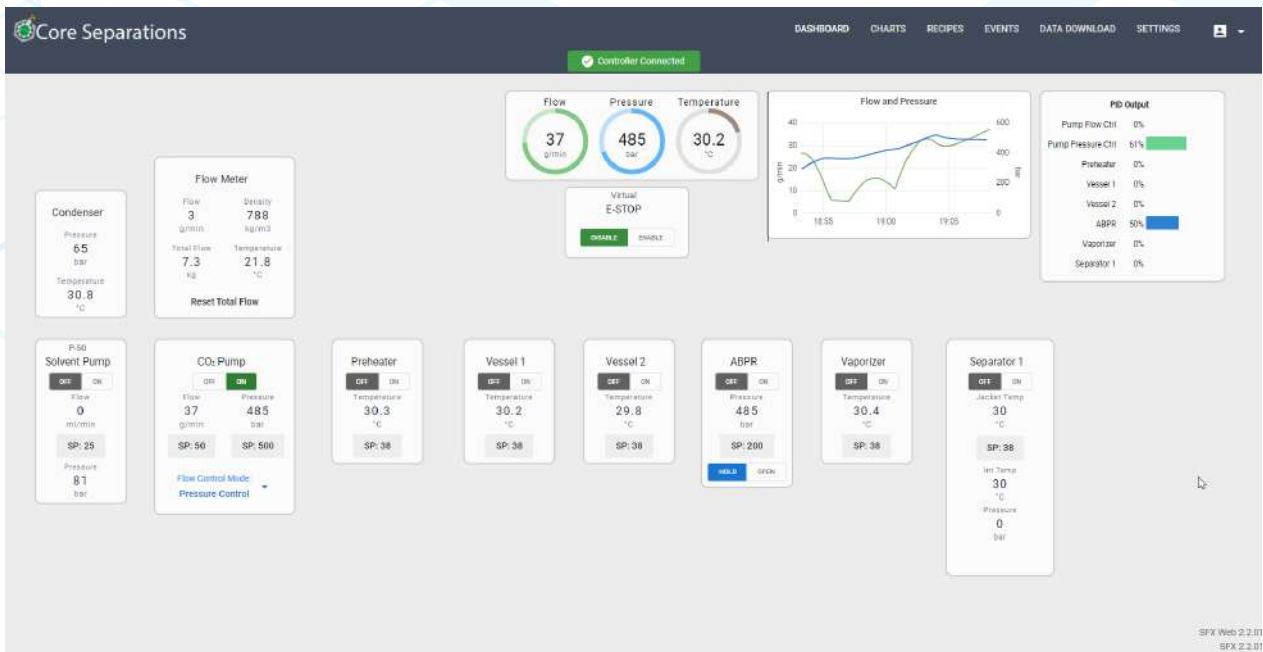 Core Separations
DASHBOARD CHARTS RECIPES EVENTS DATA DOWNLOAD SETTINGS
Controller Connected
Flow Pressure Temperature
37 485 30.2
g/min bar °C
Virtual
E-STOP
DISABLE ENABLE
Flow and Pressure
g/min
40
30
20
10
0
600
400
200
0
bar
18:55 19:00 19:05
PID Output
Pump Flow Ctrl 0%
Pump Pressure Ctrl 61%
Preheater 0%
Vessel 1 0%
Vessel 2 0%
ABPR 50%
Vaporizer 0%
Separator 1 0%
Condenser
Pressure
65
bar
Temperature
30.8
°C
Flow Meter
Flow Density
3 788
g/min kg/m3
Total Flow Temperature
7.3 21.8
kg °C
Reset Total Flow
P-50
Solvent Pump
OFF ON
Flow
0
ml/min
SP: 25
Pressure
81
bar
CO₂ Pump
OFF ON
Flow Pressure
37 485
g/min bar
SP: 50 SP: 500
Flow Control Mode
Pressure Control
Preheater
OFF ON
Temperature
30.3
°C
SP: 38
Vessel 1
OFF ON
Temperature
30.2
°C
SP: 38
Vessel 2
OFF ON
Temperature
29.8
°C
SP: 38
ABPR
OFF ON
Pressure
485
bar
SP: 200
HOLD OPEN
Vaporizer
OFF ON
Temperature
30.4
°C
SP: 38
Separator 1
OFF ON
Jacket Temp
30
°C
SP: 38
Int Temp
30
°C
Pressure
0
bar
SFX Web 2.2.01
SFX 2.2.01